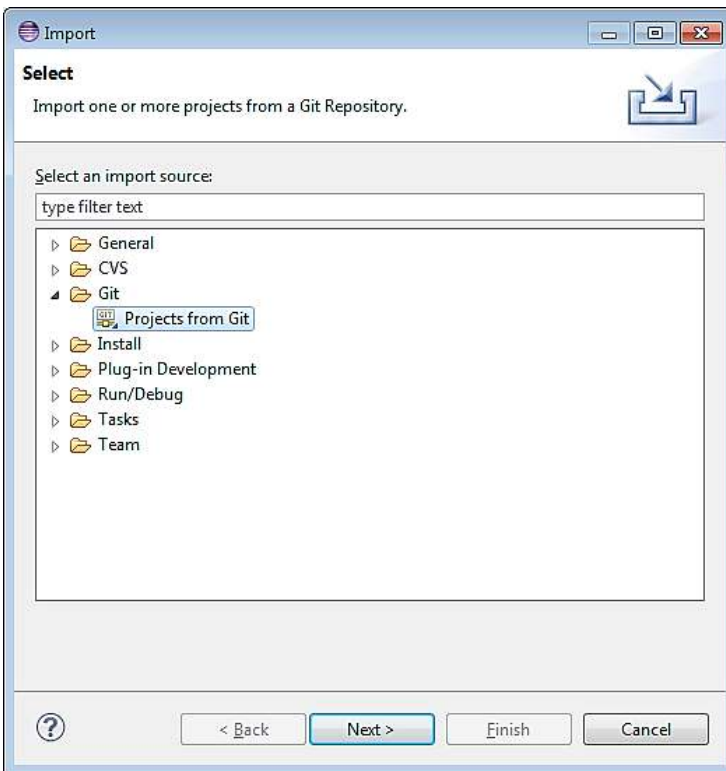 Import
Select
Import one or more projects from a Git Repository.
Select an import source:
type filter text
General
CVS
Git
GIT Projects from Git
Install
Plug-in Development
Run/Debug
Tasks
Team
? < Back Next > Finish Cancel